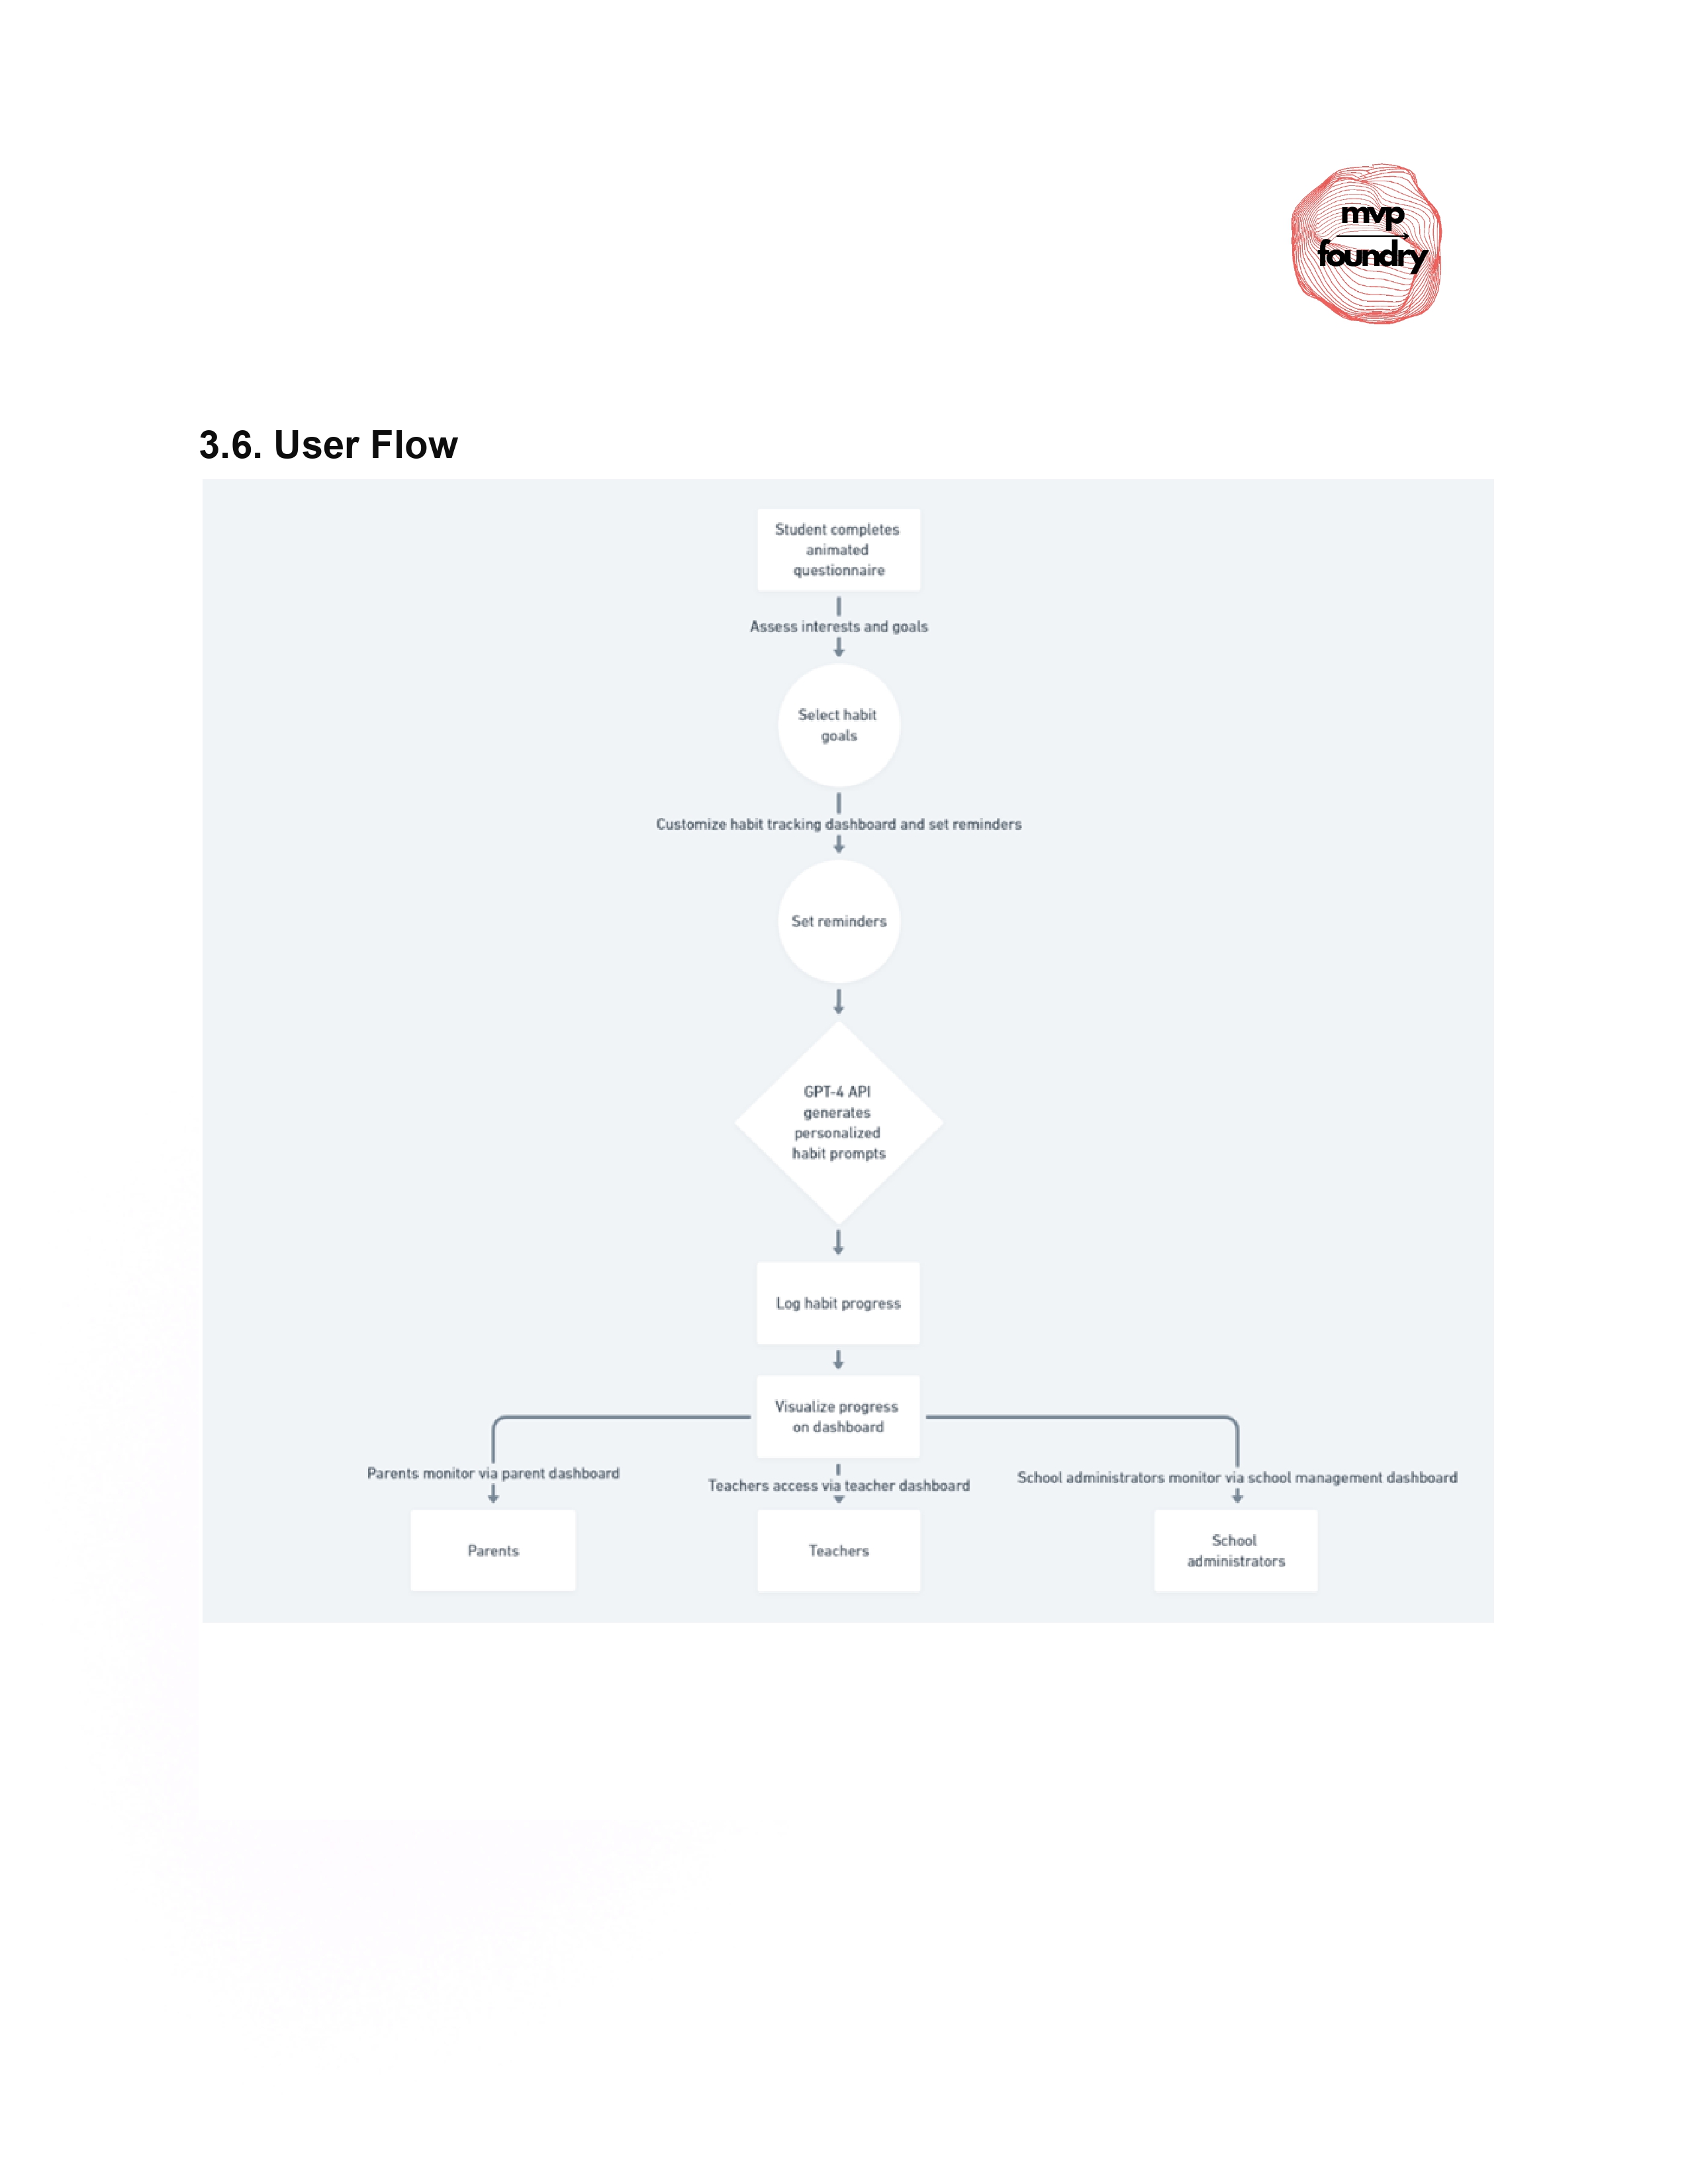 mvp
foundry
3.6. User Flow
Student completes
animated
questionnaire
Assess interests and goals
Select habit
goals
Customize habit tracking dashboard and set reminders
Set reminders
GPT-4 API
generates
personalized
habit prompts
Log habit progress
Visualize progress
on dashboard
Parents monitor via parent dashboard
Teachers access via teacher dashboard
School administrators monitor via school management dashboard
Parents
Teachers
School
administrators